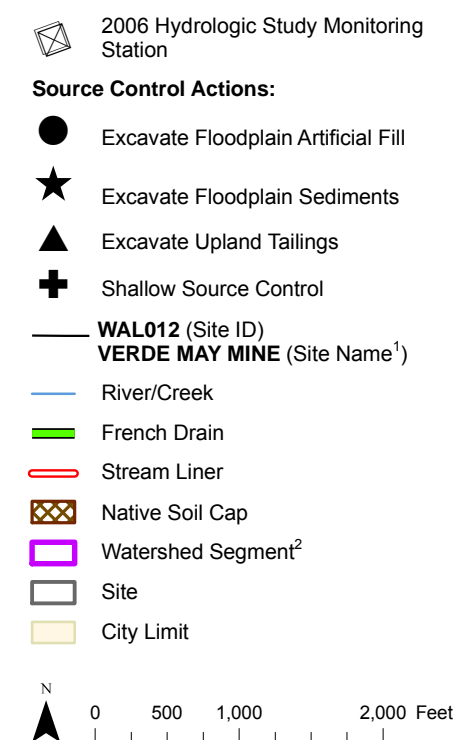 2006 Hydrologic Study Monitoring
Station
Source Control Actions:
Excavate Floodplain Artificial Fill
Excavate Floodplain Sediments
Excavate Upland Tailings
Shallow Source Control
WAL012 (Site ID)
VERDE MAY MINE (Site Name¹)
River/Creek
French Drain
Stream Liner
Native Soil Cap
Watershed Segment²
Site
City Limit
N
0 500 1,000 2,000 Feet